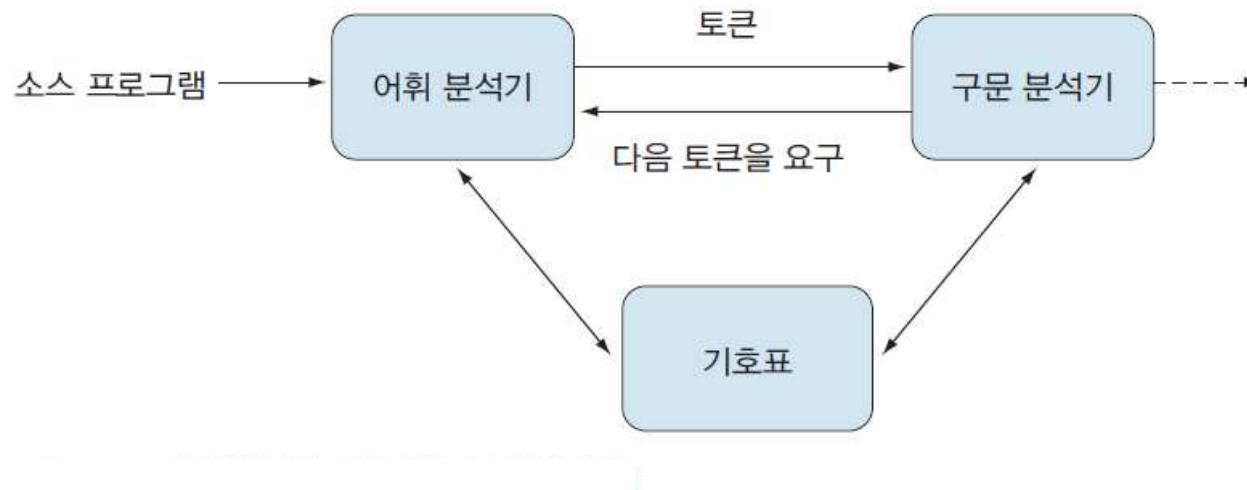 토큰
소스 프로그램
어휘 분석기
구문 분석기
다음 토큰을 요구
기호표